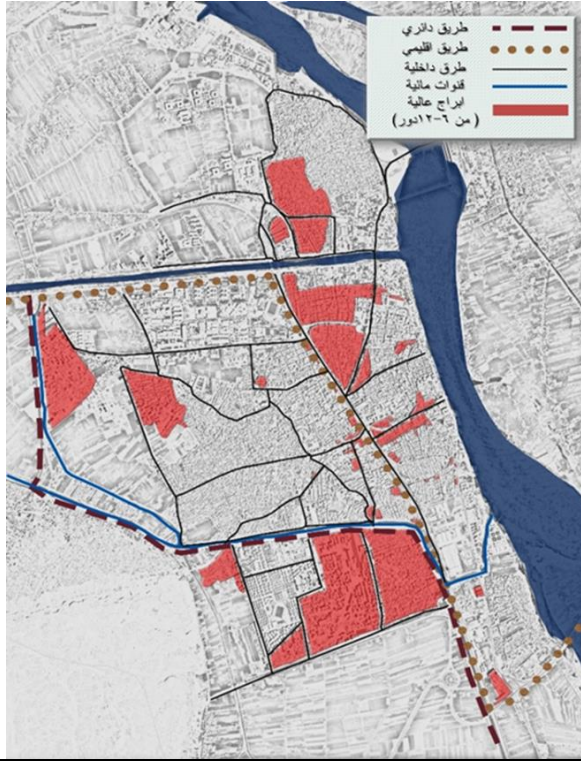 طريق دائري
طريق اقليمي
طرق داخلية
قنوات مائية
ابراج عالية
( من ٦-١٢دور)